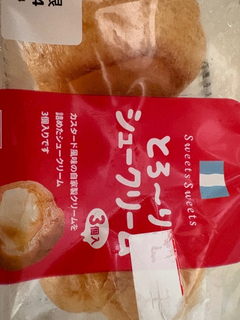 限
4
Sweets Sweets
とろ〜り
シュークリーム
カスタード風味の自家製クリームを
詰めたシュークリーム
3個入りです
3個入